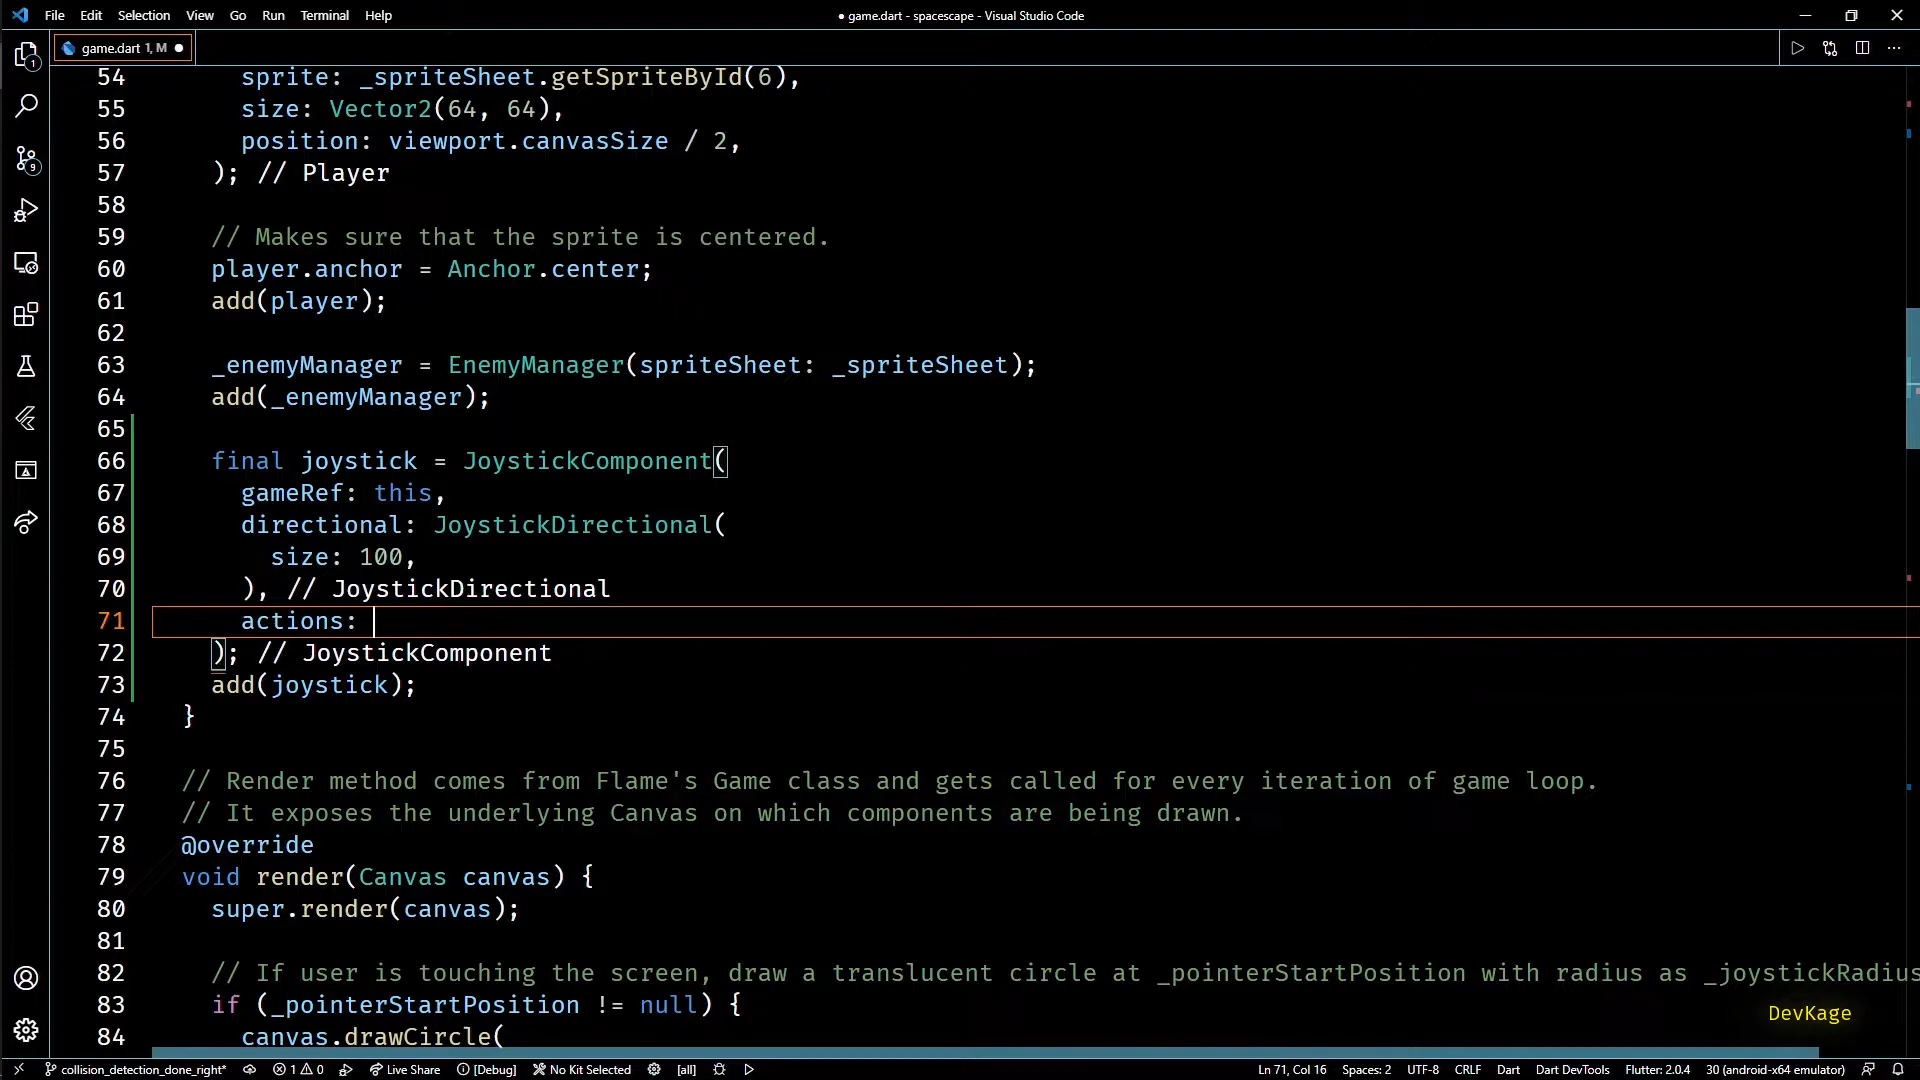 File Edit Selection View Go Run Terminal Help
● game.dart - spacescape - Visual Studio Code
game.dart 1, M ●
54 sprite: _spriteSheet.getSpriteById(6),
55 size: Vector2(64, 64),
56 position: viewport.canvasSize / 2,
57 ); // Player
58
59 // Makes sure that the sprite is centered.
60 player.anchor = Anchor.center;
61 add(player);
62
63 _enemyManager = EnemyManager(spriteSheet: _spriteSheet);
64 add(_enemyManager);
65
66 final joystick = JoystickComponent(
67 gameRef: this,
68 directional: JoystickDirectional(
69 size: 100,
70 ), // JoystickDirectional
71 actions:
72 ); // JoystickComponent
73 add(joystick);
74 }
75
76 // Render method comes from Flame's Game class and gets called for every iteration of game loop.
77 // It exposes the underlying Canvas on which components are being drawn.
78 @override
79 void render(Canvas canvas) {
80 super.render(canvas);
81
82 // If user is touching the screen, draw a translucent circle at _pointerStartPosition with radius as _joystickRadius
83 if (_pointerStartPosition != null) {
84 canvas.drawCircle(
1
9
DevKage
collision_detection_done_right* 1 0 Live Share [Debug] No Kit Selected [all] Ln 71, Col 16 Spaces: 2 UTF-8 CRLF Dart Dart DevTools Flutter: 2.0.4 30 (android-x64 emulator)